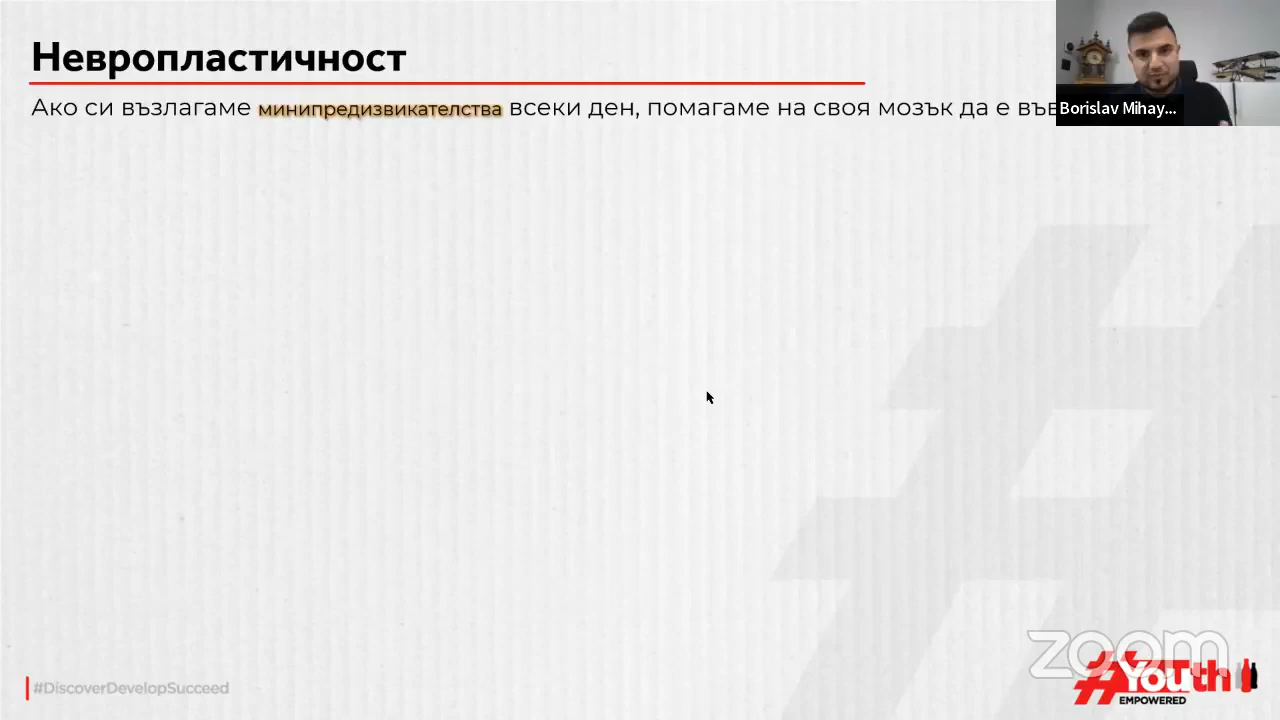 Невропластичност
Ако си възлагаме минипредизвикателства всеки ден, помагаме на своя мозък да е
Borislav Mihay...
zoom
#YOUth
EMPOWERED
#DiscoverDevelopSucceed